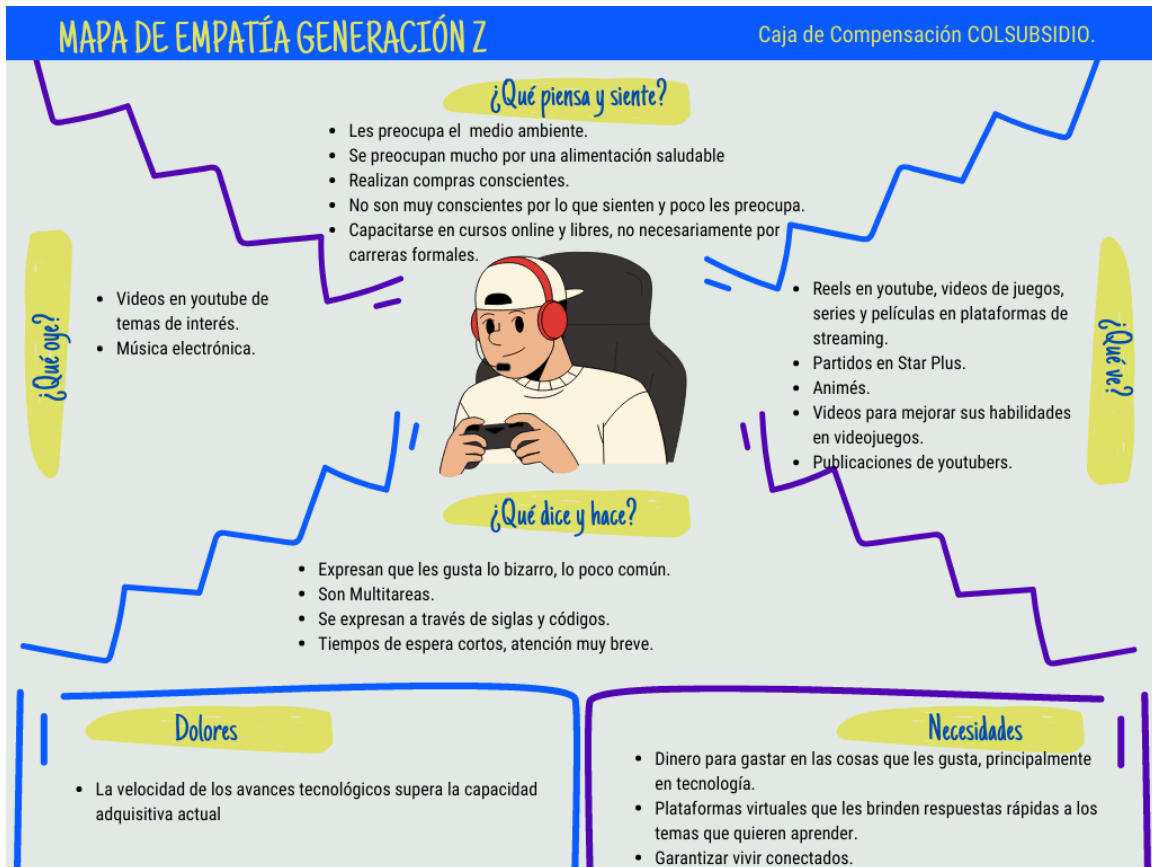 MAPA DE EMPATÍA GENERACIÓN Z
Caja de Compensación COLSUBSIDIO.
¿Qué piensa y siente?
• Les preocupa el medio ambiente.
• Se preocupan mucho por una alimentación saludable
• Realizan compras conscientes.
• No son muy conscientes por lo que sienten y poco les preocupa.
• Capacitarse en cursos online y libres, no necesariamente por
carreras formales.
¿Qué oye?
• Videos en youtube de
temas de interés.
• Música electrónica.
¿Qué ve?
• Reels en youtube, videos de juegos,
series y películas en plataformas de
streaming.
• Partidos en Star Plus.
• Animés.
• Videos para mejorar sus habilidades
en videojuegos.
• Publicaciones de youtubers.
¿Qué dice y hace?
• Expresan que les gusta lo bizarro, lo poco común.
• Son Multitareas.
• Se expresan a través de siglas y códigos.
• Tiempos de espera cortos, atención muy breve.
Dolores
• La velocidad de los avances tecnológicos supera la capacidad
adquisitiva actual
Necesidades
• Dinero para gastar en las cosas que les gusta, principalmente
en tecnología.
• Plataformas virtuales que les brinden respuestas rápidas a los
temas que quieren aprender.
• Garantizar vivir conectados.